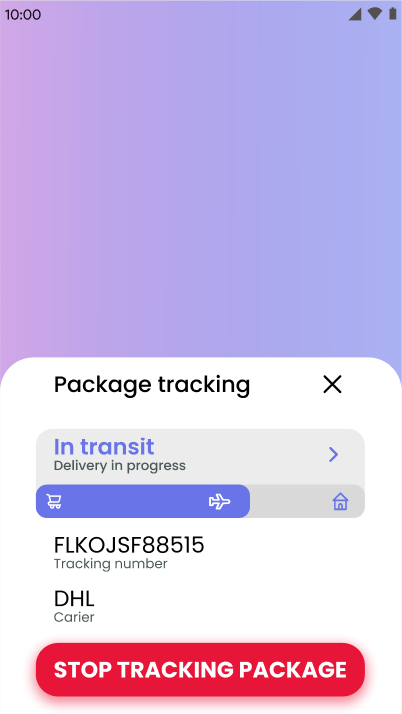 10:00
Package tracking
In transit
Delivery in progress
FLKOJSF88515
Tracking number
DHL
Carier
STOP TRACKING PACKAGE